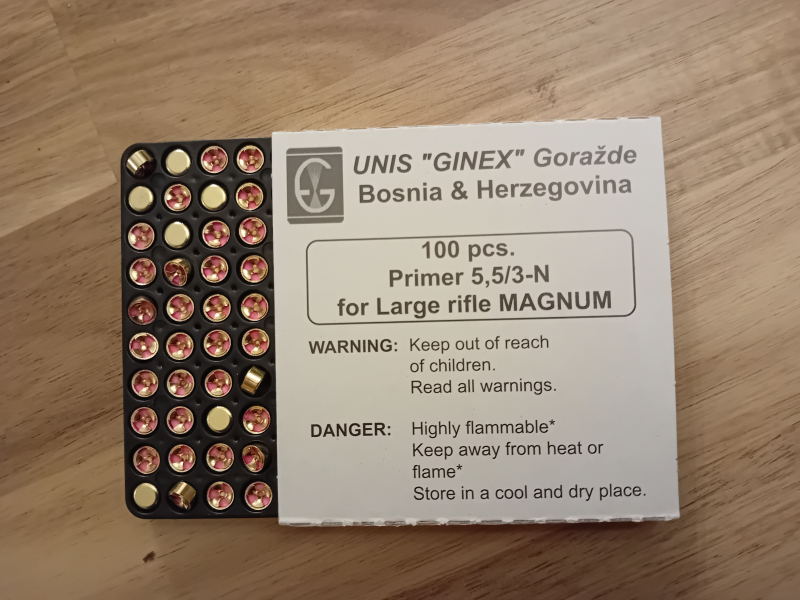 UNIS "GINEX" Goražde
Bosnia & Herzegovina
100 pcs.
Primer 5,5/3-N
for Large rifle MAGNUM
WARNING: Keep out of reach
of children.
Read all warnings.
DANGER: Highly flammable*
Keep away from heat or
flame*
Store in a cool and dry place.